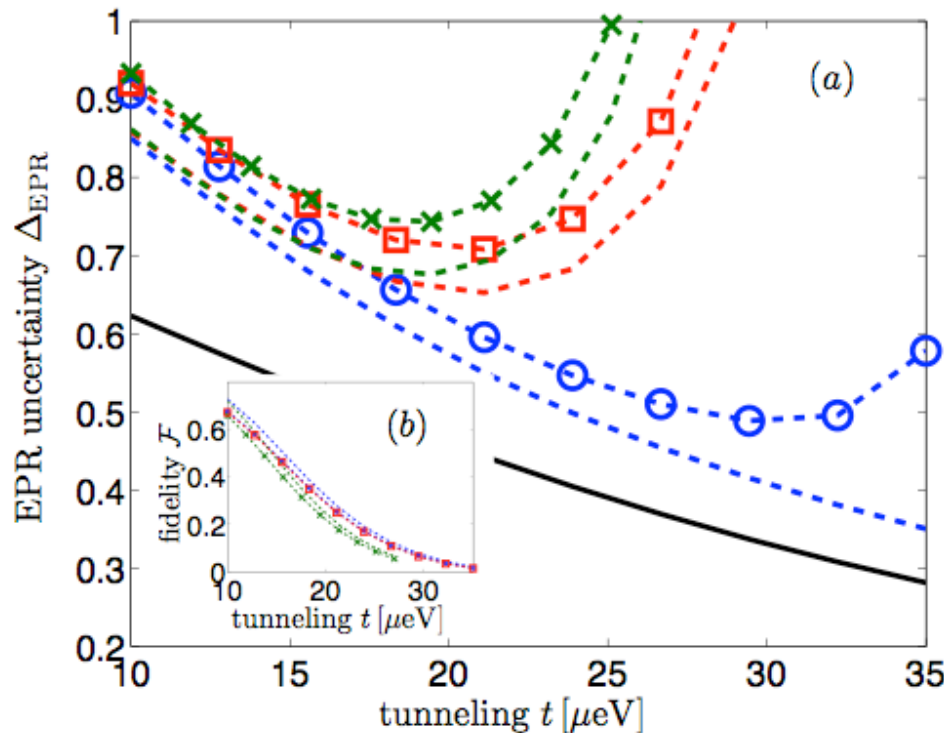 (a)
EPR uncertainty Δ_EPR
1
0.9
0.8
0.7
0.6
0.5
0.4
0.3
0.2
10 15 20 25 30 35
tunneling t [μeV]
(b)
fidelity F
0.6
0.4
0.2
0
10 20 30
tunneling t [μeV]